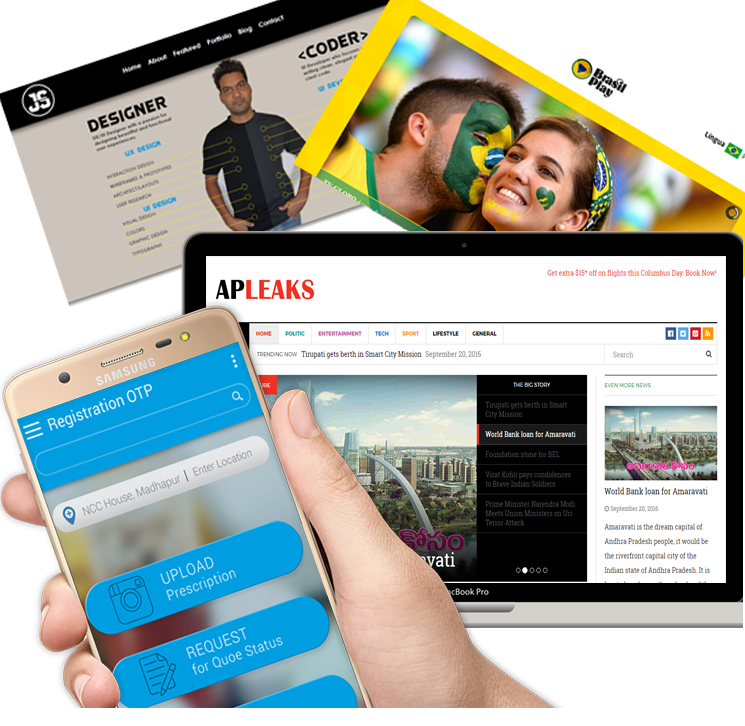 Home About Featured Portfolio Blog Contact
JS
DESIGNER
UX DESIGN
INTERACTION DESIGN
WIREFRAMES & PROTOTYPES
ARCHITECT/LAYOUTS
USER RESEARCH
UI DESIGN
VISUAL DESIGN
COLORS
GRAPHIC DESIGN
TYPOGRAPHY
<CODER>
Brasil
Play
Língua
APLEAKS
Get extra $15* off on flights this Columbus Day. Book Now!
HOME POLITIC ENTERTAINMENT TECH SPORT LIFESTYLE GENERAL
TRENDING NOW Tirupati gets berth in Smart City Mission September 20, 2016
Search
THE BIG STORY
Tirupati gets berth in Smart
City Mission
World Bank loan for Amaravati
Foundation stone for BEL
Virat Kohli pays condolences
to Brave Indian Soldiers
Prime Minister Narendra Modi
Meets Union Ministers on Uri
Terror Attack
EVEN MORE NEWS
World Bank loan for Amaravati
September 20, 2016
Amaravati is the dream capital of
Andhra Pradesh people, it would be
the riverfront capital city of the
Indian state of Andhra Pradesh. It is
కోసం
avati
cBook Pro
SAMSUNG
Registration OTP
NCC House, Madhapur | Enter Location
UPLOAD
Prescription
REQUEST
for Quoe Status